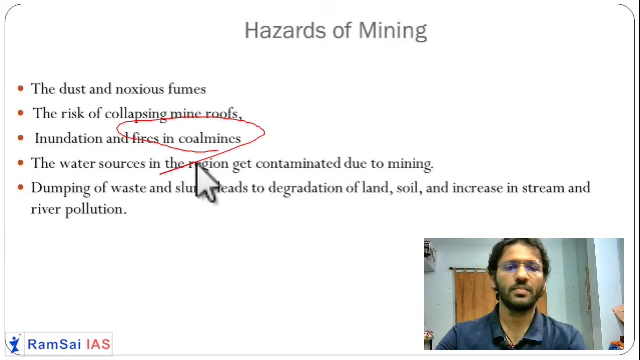 Hazards of Mining
• The dust and noxious fumes
• The risk of collapsing mine roofs,
• Inundation and fires in coalmines
• The water sources in the region get contaminated due to mining.
• Dumping of waste and slurry leads to degradation of land, soil, and increase in stream and
river pollution.
RamSai IAS